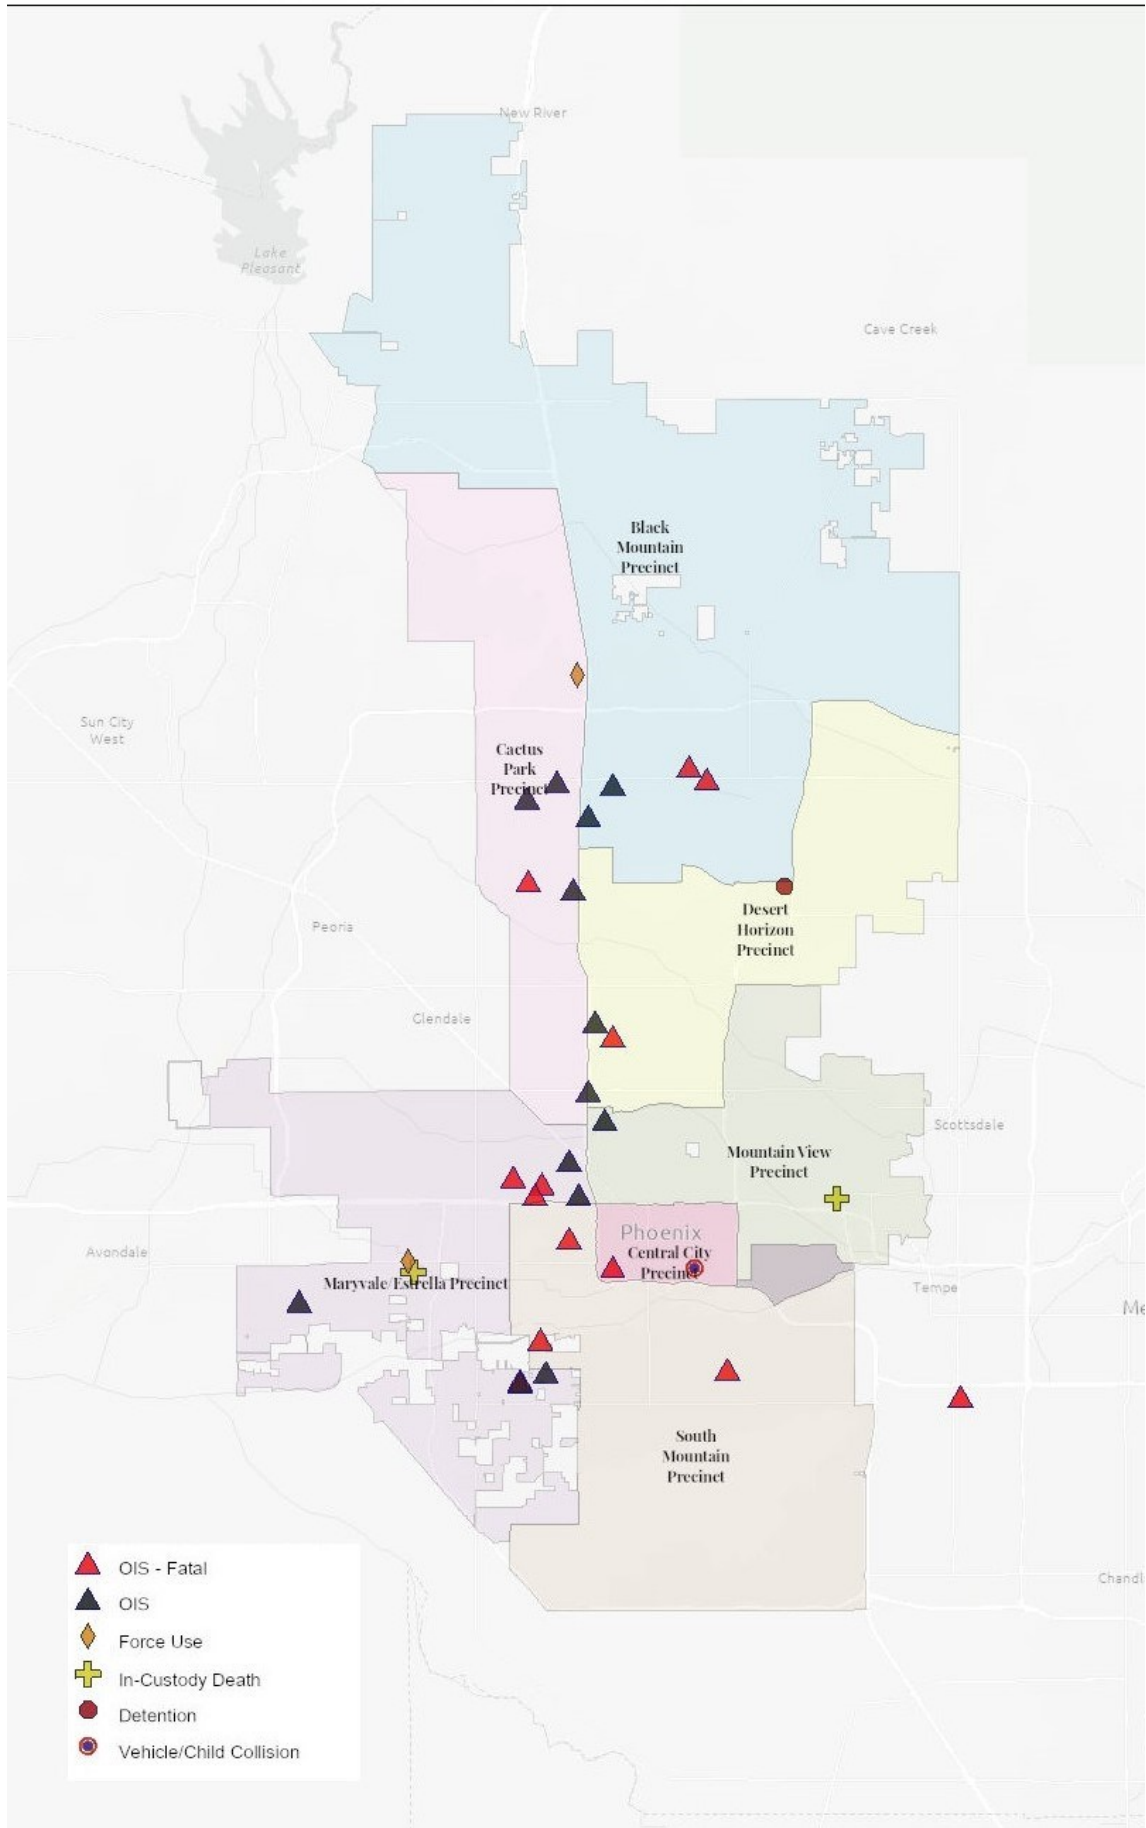 New River
Lake
Pleasant
Cave Creek
Black
Mountain
Precinct
Sun City
West
Cactus
Park
Precinct
Desert
Horizon
Precinct
Peoria
Glendale
Scottsdale
Mountain View
Precinct
Phoenix
Avondale
Central City
Precinct
Maryvale/Estrella Precinct
Tempe
Me
South
Mountain
Precinct
Chandl
OIS - Fatal
OIS
Force Use
In-Custody Death
Detention
Vehicle/Child Collision